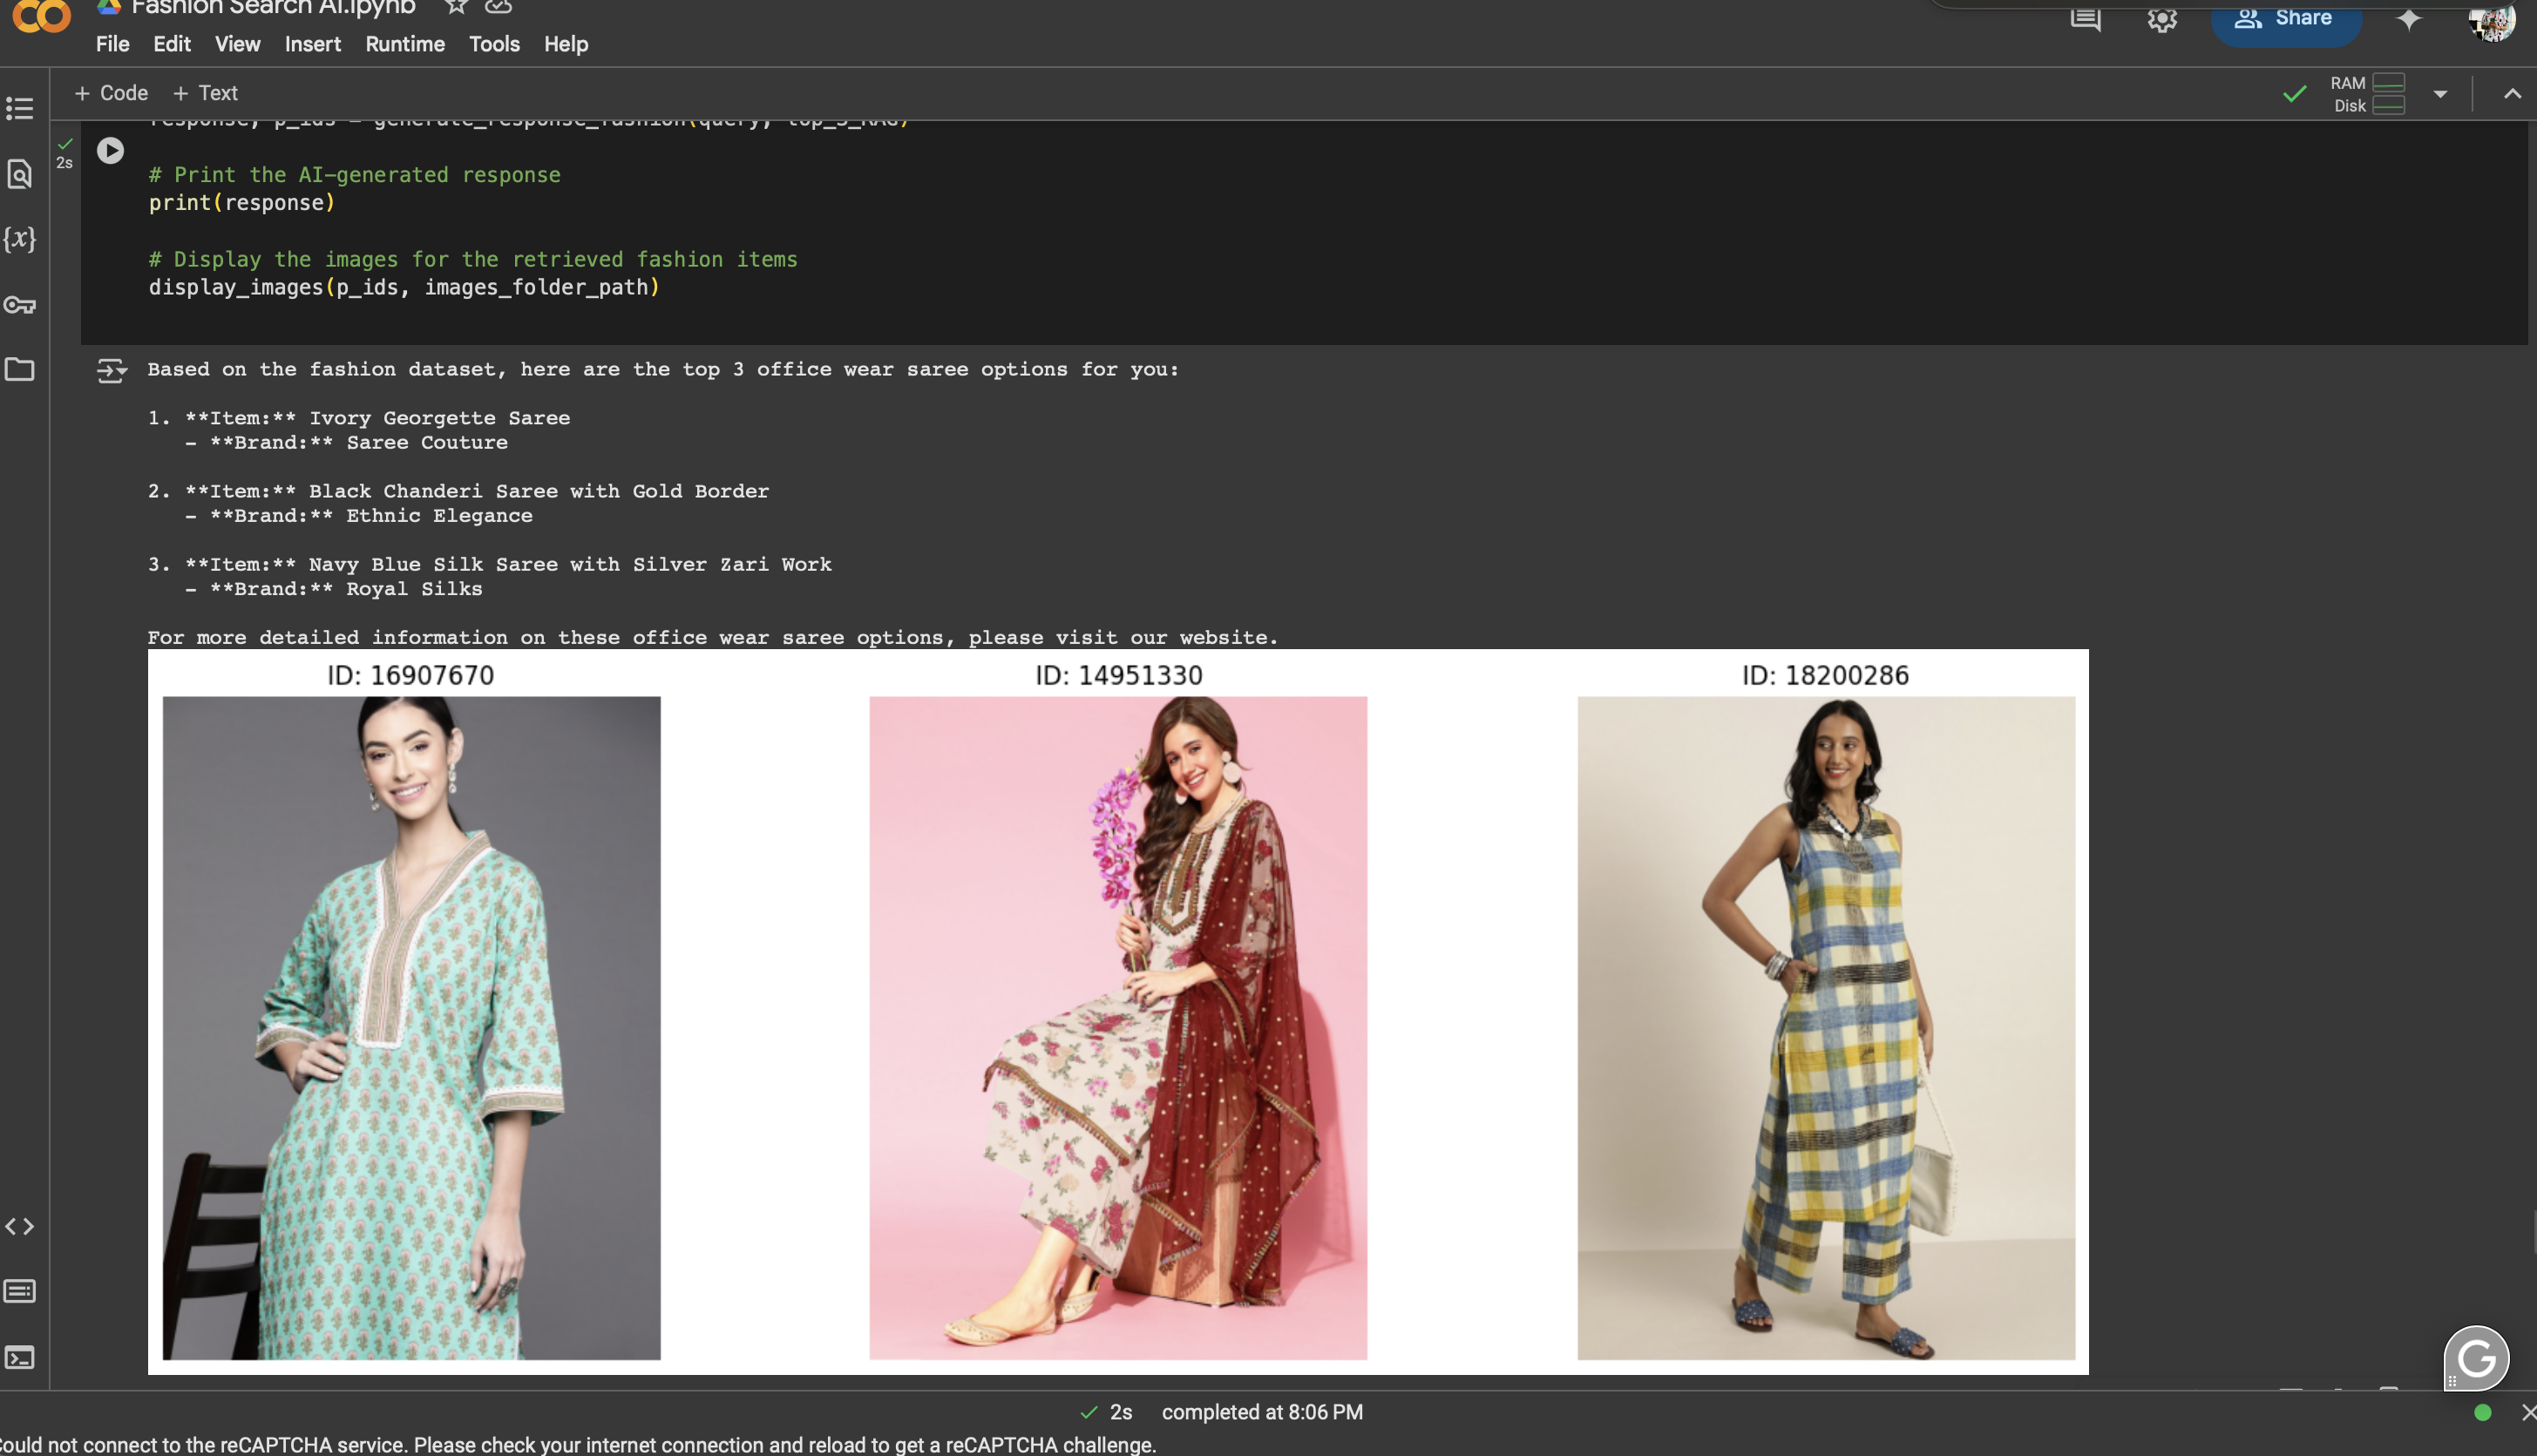 Fashion Search AI.ipynb
File Edit View Insert Runtime Tools Help
Share
+ Code + Text
RAM
Disk
response, p_ids = generate_response_fashion(query, top_3_RAG)
2s
# Print the AI-generated response
print(response)
# Display the images for the retrieved fashion items
display_images(p_ids, images_folder_path)
Based on the fashion dataset, here are the top 3 office wear saree options for you:
1. **Item:** Ivory Georgette Saree
- **Brand:** Saree Couture
2. **Item:** Black Chanderi Saree with Gold Border
- **Brand:** Ethnic Elegance
3. **Item:** Navy Blue Silk Saree with Silver Zari Work
- **Brand:** Royal Silks
For more detailed information on these office wear saree options, please visit our website.
ID: 16907670 ID: 14951330 ID: 18200286
2s completed at 8:06 PM
ould not connect to the reCAPTCHA service. Please check your internet connection and reload to get a reCAPTCHA challenge.